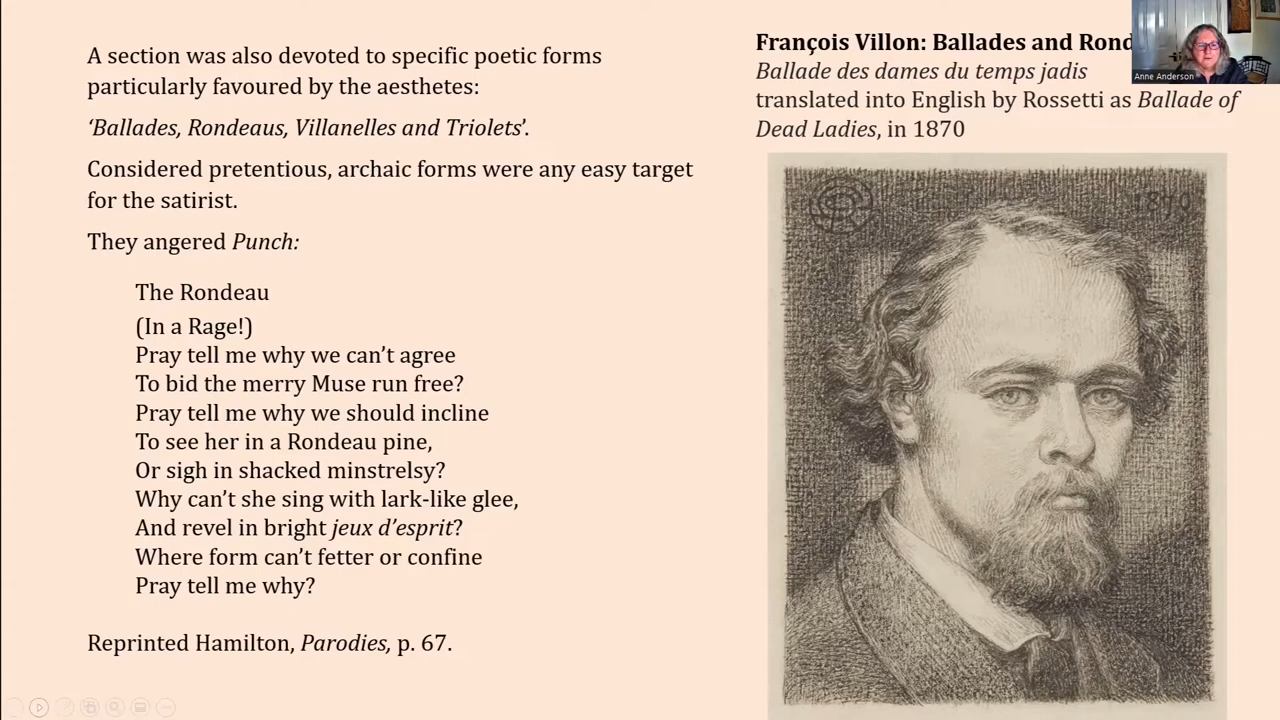 A section was also devoted to specific poetic forms
particularly favoured by the aesthetes:
‘Ballades, Rondeaus, Villanelles and Triolets’.
Considered pretentious, archaic forms were any easy target
for the satirist.
They angered Punch:
The Rondeau
(In a Rage!)
Pray tell me why we can’t agree
To bid the merry Muse run free?
Pray tell me why we should incline
To see her in a Rondeau pine,
Or sigh in shacked minstrelsy?
Why can’t she sing with lark-like glee,
And revel in bright jeux d’esprit?
Where form can’t fetter or confine
Pray tell me why?
Reprinted Hamilton, Parodies, p. 67.
François Villon: Ballades and Rond
Ballade des dames du temps jadis
translated into English by Rossetti as Ballade of
Dead Ladies, in 1870
Anne Anderson
1870